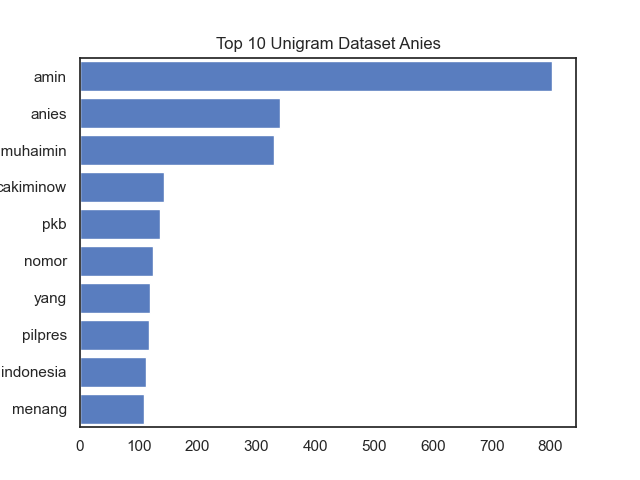 Top 10 Unigram Dataset Anies
amin
anies
muhaimin
cakiminow
pkb
nomor
yang
pilpres
indonesia
menang
0 100 200 300 400 500 600 700 800